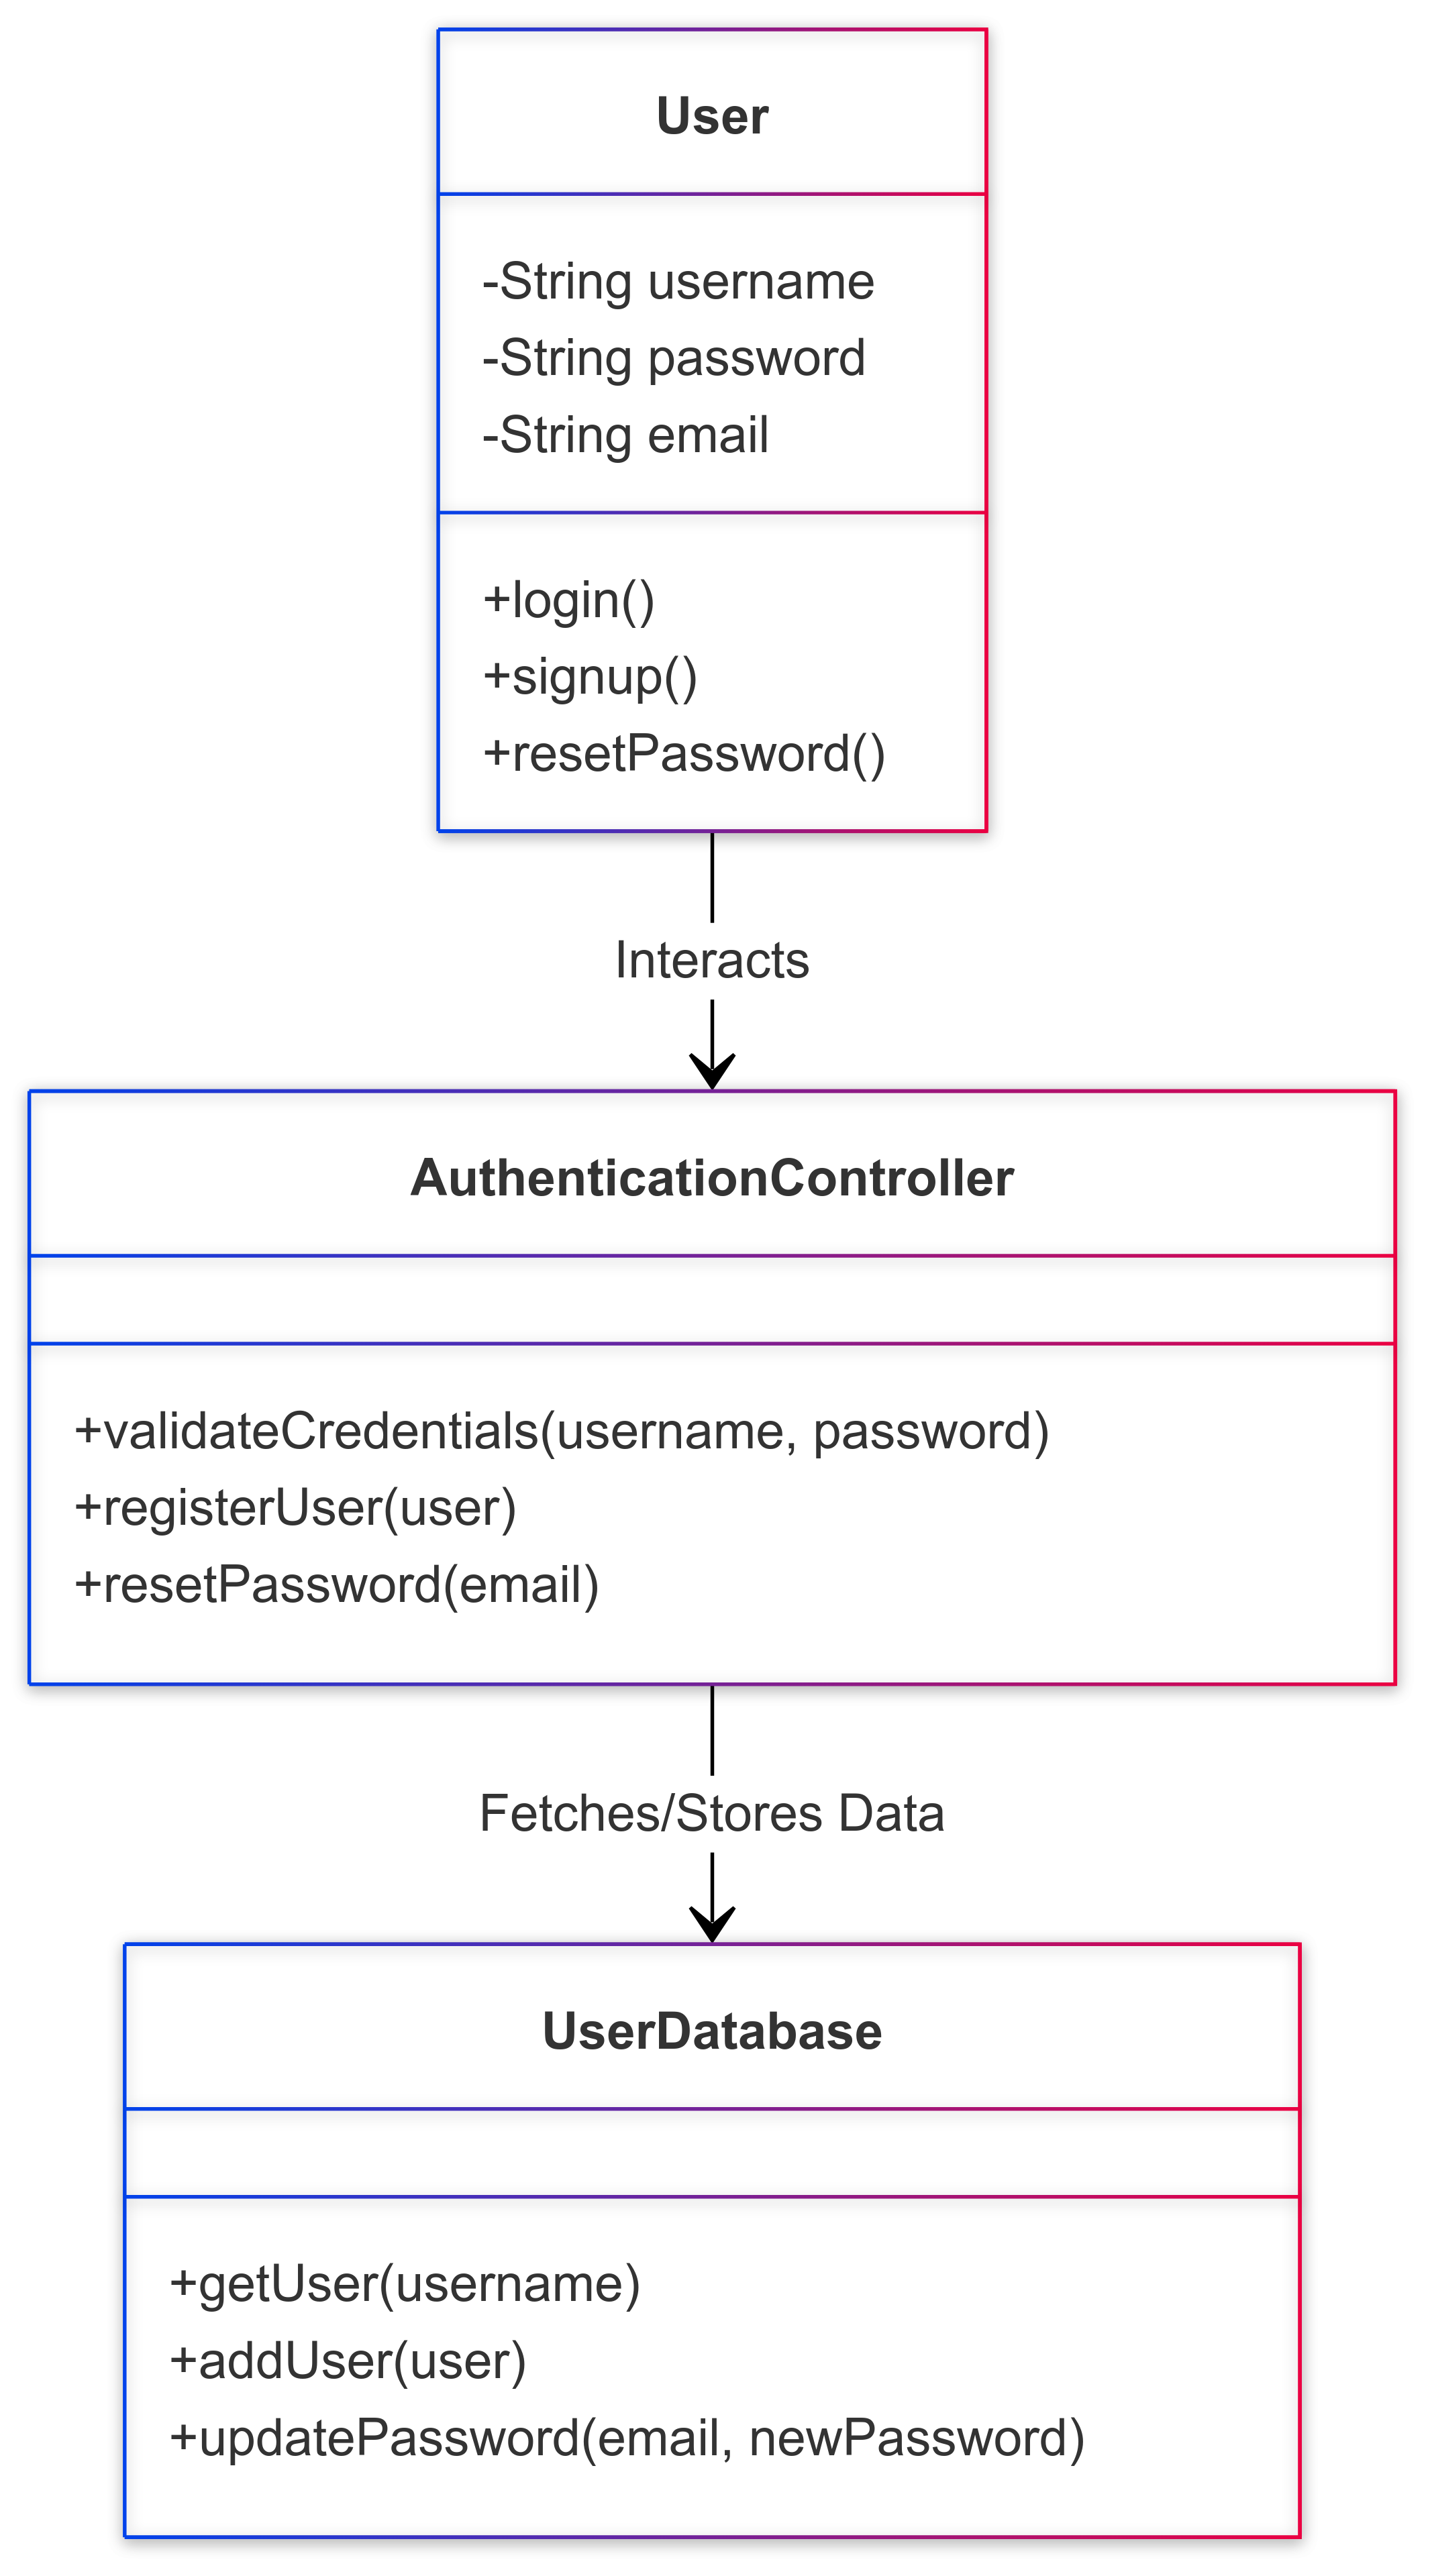 User
-String username
-String password
-String email
+login()
+signup()
+resetPassword()
Interacts
AuthenticationController
+validateCredentials(username, password)
+registerUser(user)
+resetPassword(email)
Fetches/Stores Data
UserDatabase
+getUser(username)
+addUser(user)
+updatePassword(email, newPassword)